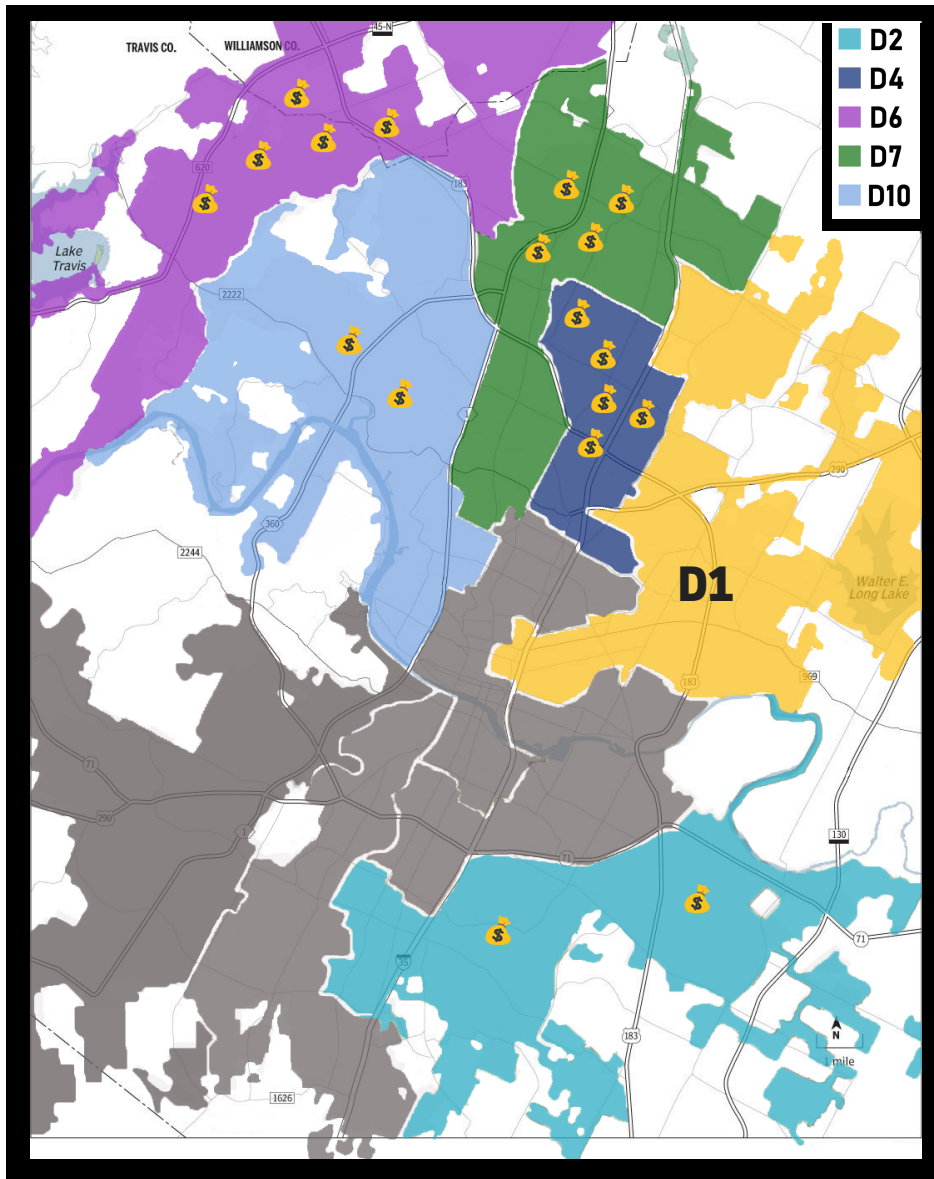 45-N
TRAVIS CO.
WILLIAMSON CO.
D2
D4
D6
D7
D10
620
183
Lake
Travis
2222
1
290
360
2244
D1
Walter E.
Long Lake
969
183
71
290
1
130
71
71
35
N
1 mile
183
1626